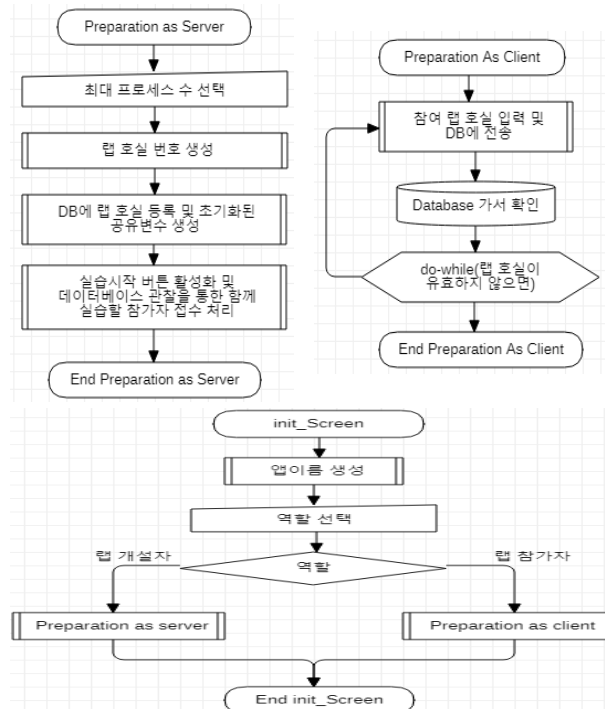 Preparation as Server
최대 프로세스 수 선택
랩 호실 번호 생성
DB에 랩 호실 등록 및 초기화된
공유변수 생성
실습시작 버튼 활성화 및
데이터베이스 관찰을 통한 함께
실습할 참가자 접수 처리
End Preparation as Server
Preparation As Client
참여 랩 호실 입력 및
DB에 전송
Database 가서 확인
do-while(랩 호실이
유효하지 않으면)
End Preparation As Client
init_Screen
앱이름 생성
역할 선택
랩 개설자
역할
랩 참가자
Preparation as server
Preparation as client
End init_Screen